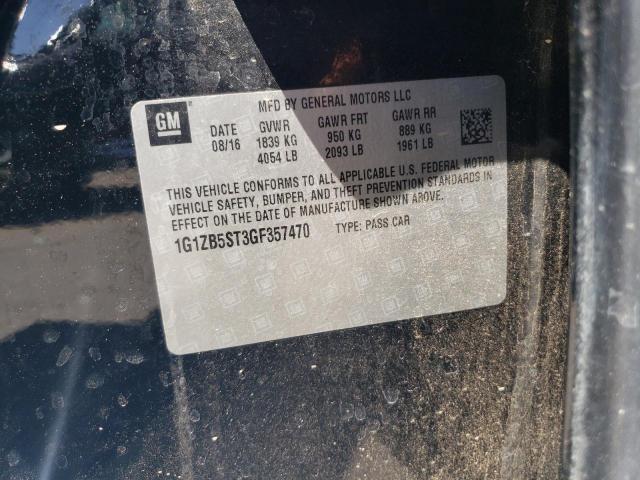 GM
MFD BY GENERAL MOTORS LLC
DATE GVWR GAWR FRT GAWR RR
08/16 1839 KG 950 KG 889 KG
4054 LB 2093 LB 1961 LB
THIS VEHICLE CONFORMS TO ALL APPLICABLE U.S. FEDERAL MOTOR
VEHICLE SAFETY, BUMPER, AND THEFT PREVENTION STANDARDS IN
EFFECT ON THE DATE OF MANUFACTURE SHOWN ABOVE.
1G1ZB5ST3GF357470 TYPE: PASS CAR